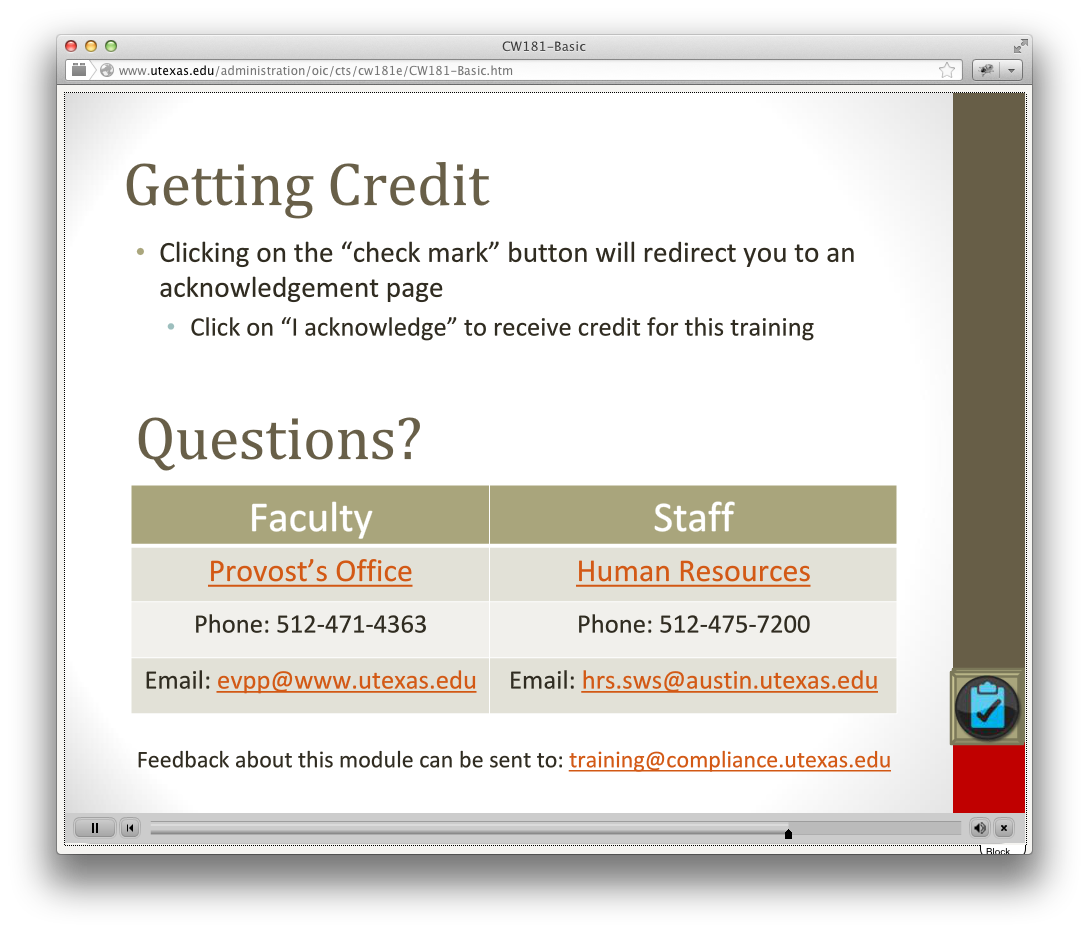 CW181-Basic
www.utexas.edu/administration/oic/cts/cw181e/CW181-Basic.htm
Getting Credit
• Clicking on the “check mark” button will redirect you to an
acknowledgement page
• Click on “I acknowledge” to receive credit for this training
Questions?
Faculty Staff
Provost’s Office Human Resources
Phone: 512-471-4363 Phone: 512-475-7200
Email: evpp@www.utexas.edu Email: hrs.sws@austin.utexas.edu
Feedback about this module can be sent to: training@compliance.utexas.edu
Block